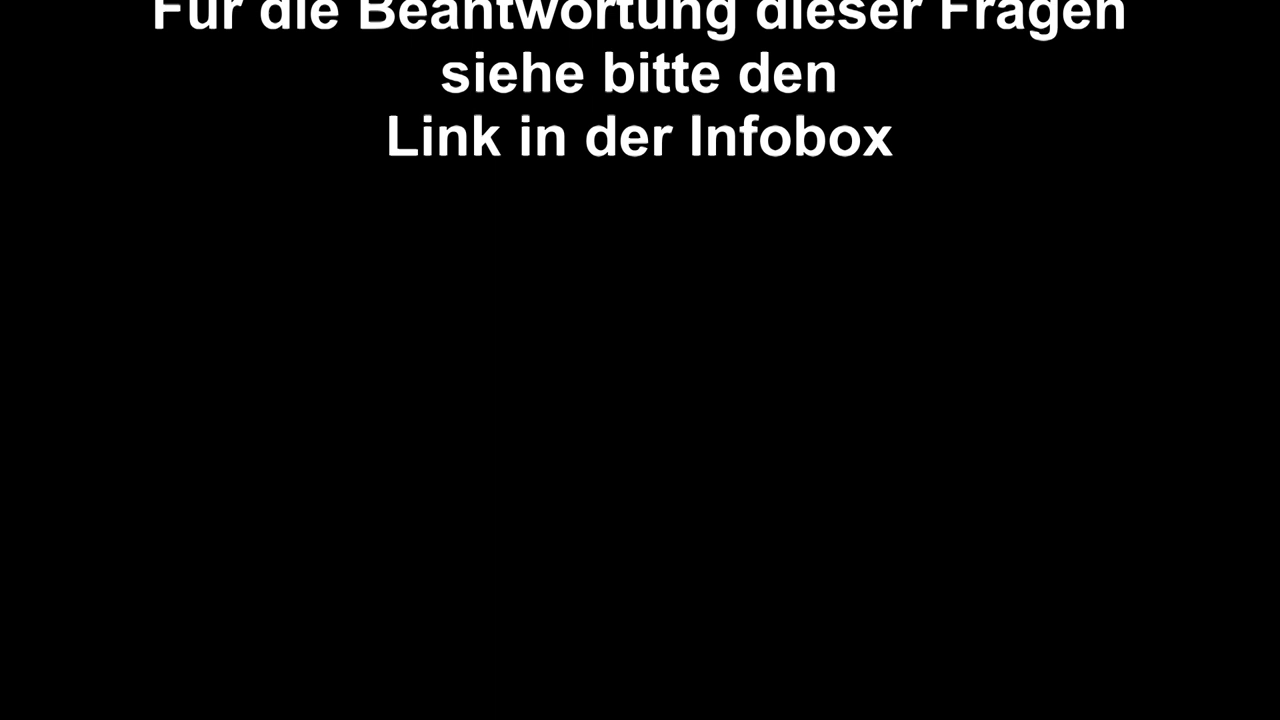 Für die Beantwortung dieser Fragen
siehe bitte den
Link in der Infobox